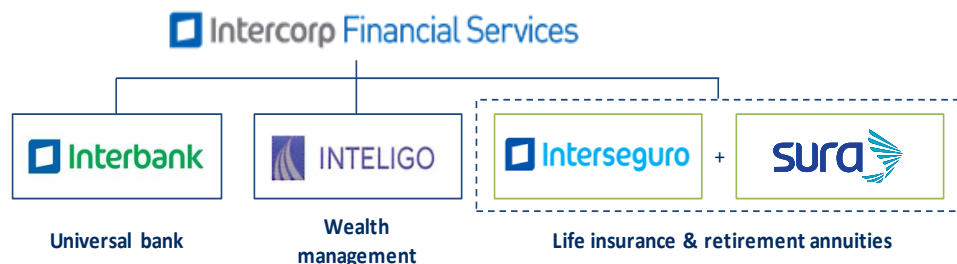 Intercorp Financial Services
Interbank
INTELIGO
Interseguro
+
sura
Universal bank
Wealth
management
Life insurance & retirement annuities